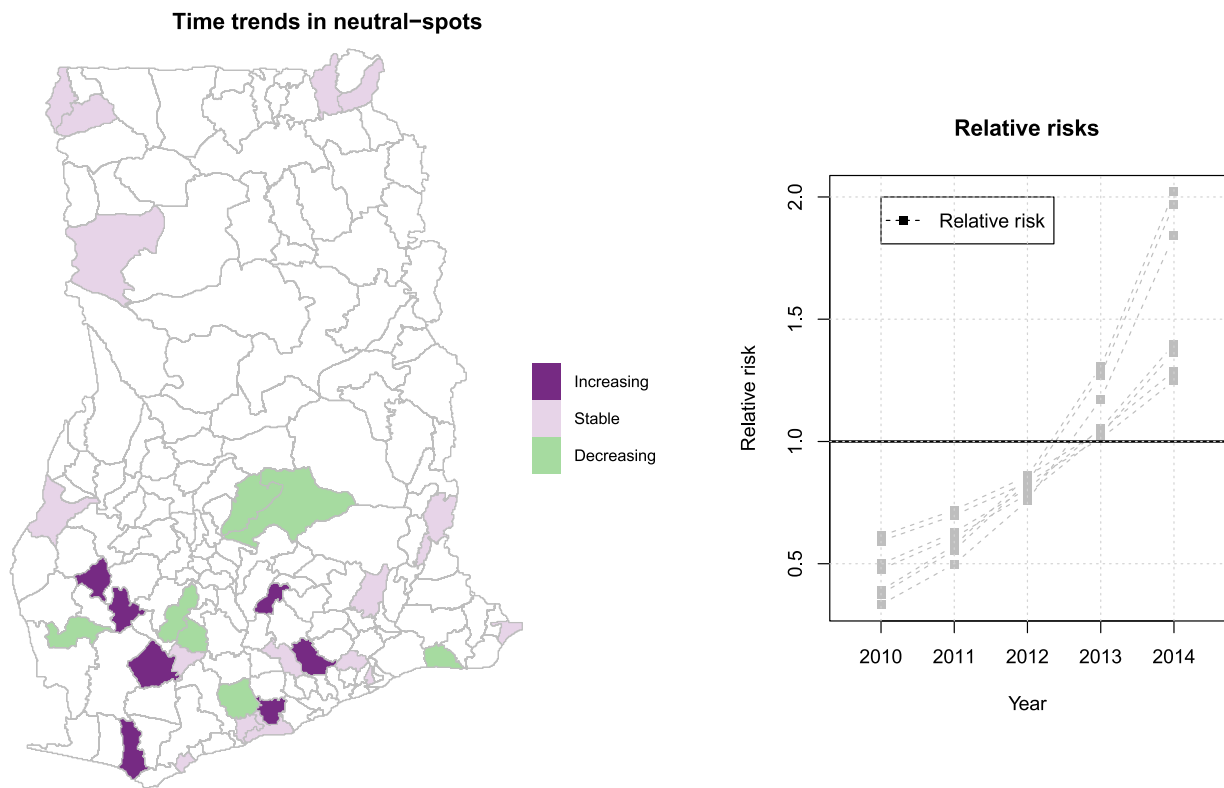 Time trends in neutral−spots
Increasing
Stable
Decreasing
Relative risks
Relative risk
2.0
1.5
1.0
0.5
Relative risk
2010 2011 2012 2013 2014
Year